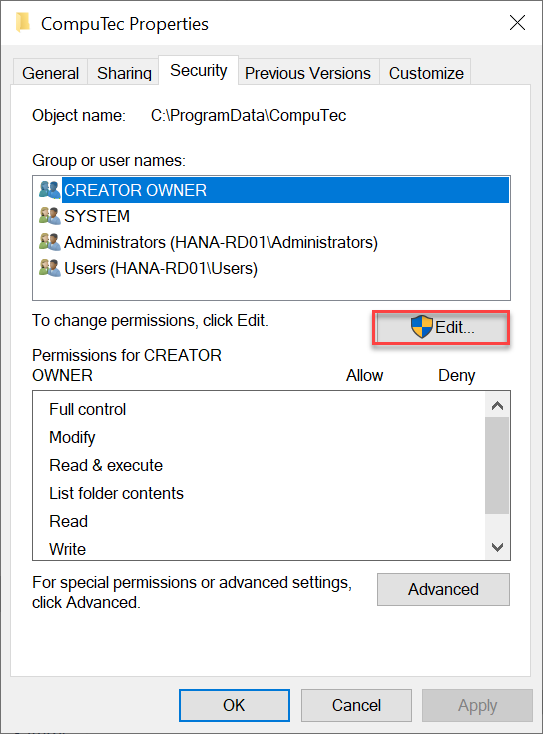 CompuTec Properties
General Sharing Security Previous Versions Customize
Object name: C:\ProgramData\CompuTec
Group or user names:
CREATOR OWNER
SYSTEM
Administrators (HANA-RD01\Administrators)
Users (HANA-RD01\Users)
To change permissions, click Edit.
Edit...
Permissions for CREATOR
OWNER Allow Deny
Full control
Modify
Read & execute
List folder contents
Read
Write
For special permissions or advanced settings,
click Advanced.
Advanced
OK Cancel Apply